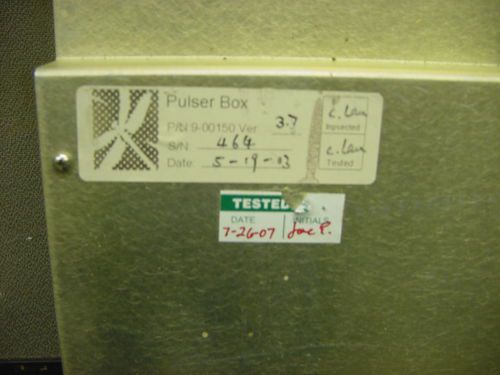 Pulser Box
P/N 9-00150 Ver 3.7
S/N 464
Date: 5-19-03
Inspected
Tested
TESTED
DATE INITIALS
7-26-07